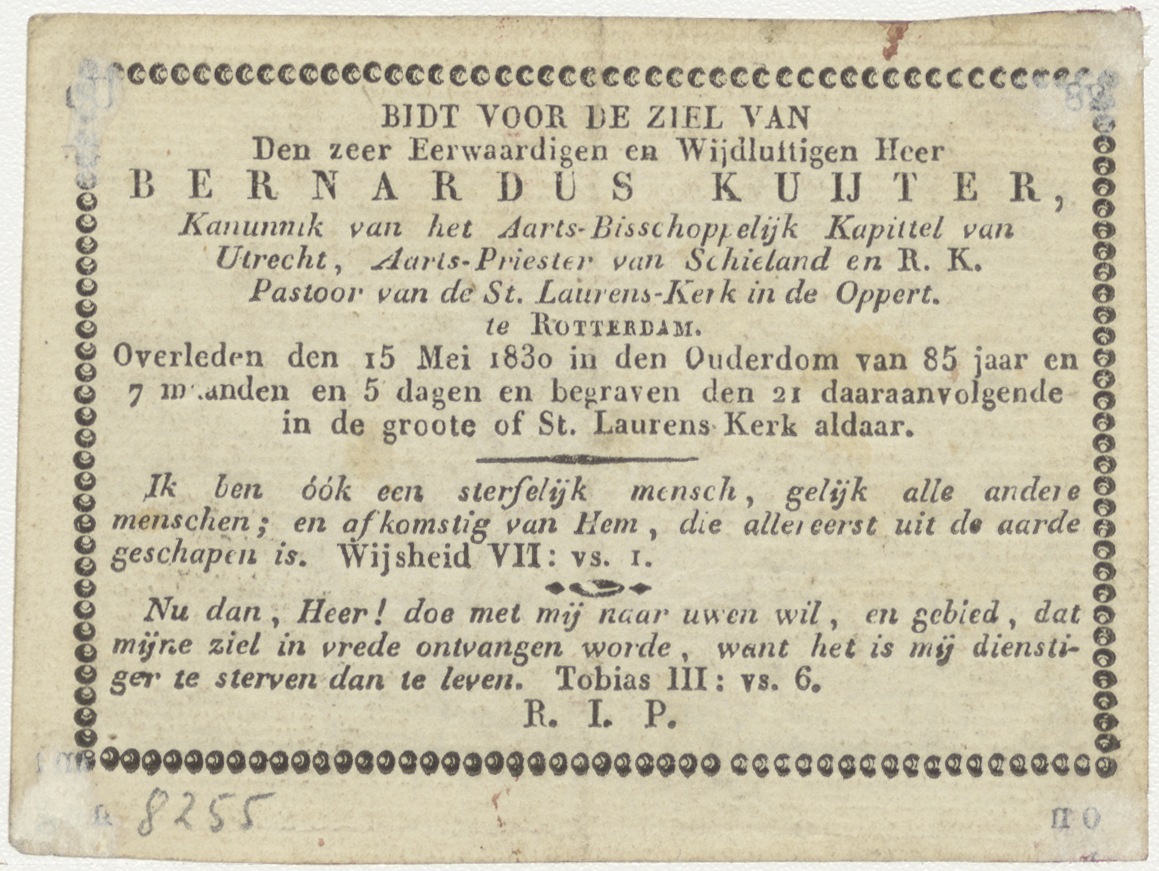 BIDT VOOR DE ZIEL VAN
Den zeer Eerwaardigen en Wijdluftigen Heer
BERNARDUS KUIJTER,
Kanunnik van het Aarts-Bisschoppelijk Kapittel van
Utrecht, Aarts-Priester van Schieland en R. K.
Pastoor van de St. Laurens-Kerk in de Oppert.
te ROTTERDAM.
Overleden den 15 Mei 1830 in den Ouderdom van 85 jaar en
7 maanden en 5 dagen en begraven den 21 daaraanvolgende
in de groote of St. Laurens Kerk aldaar.
Ik ben óók een sterfelijk mensch, gelijk alle andere
menschen; en afkomstig van Hem, die allereerst uit de aarde
geschapen is. Wijsheid VII: vs. 1.
Nu dan, Heer! doe met mij naar uwen wil, en gebied, dat
mijne ziel in vrede ontvangen worde, want het is mij diensti-
ger te sterven dan te leven. Tobias III: vs. 6.
R. I. P.
8255